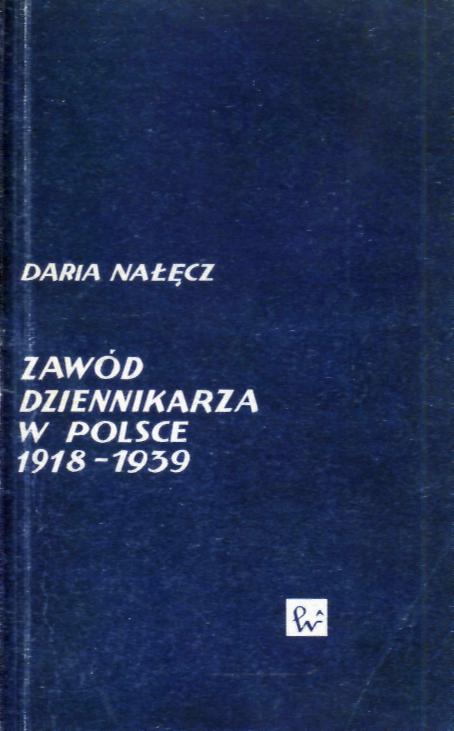 DARIA NAŁĘCZ
ZAWÓD
DZIENNIKARZA
W POLSCE
1918-1939